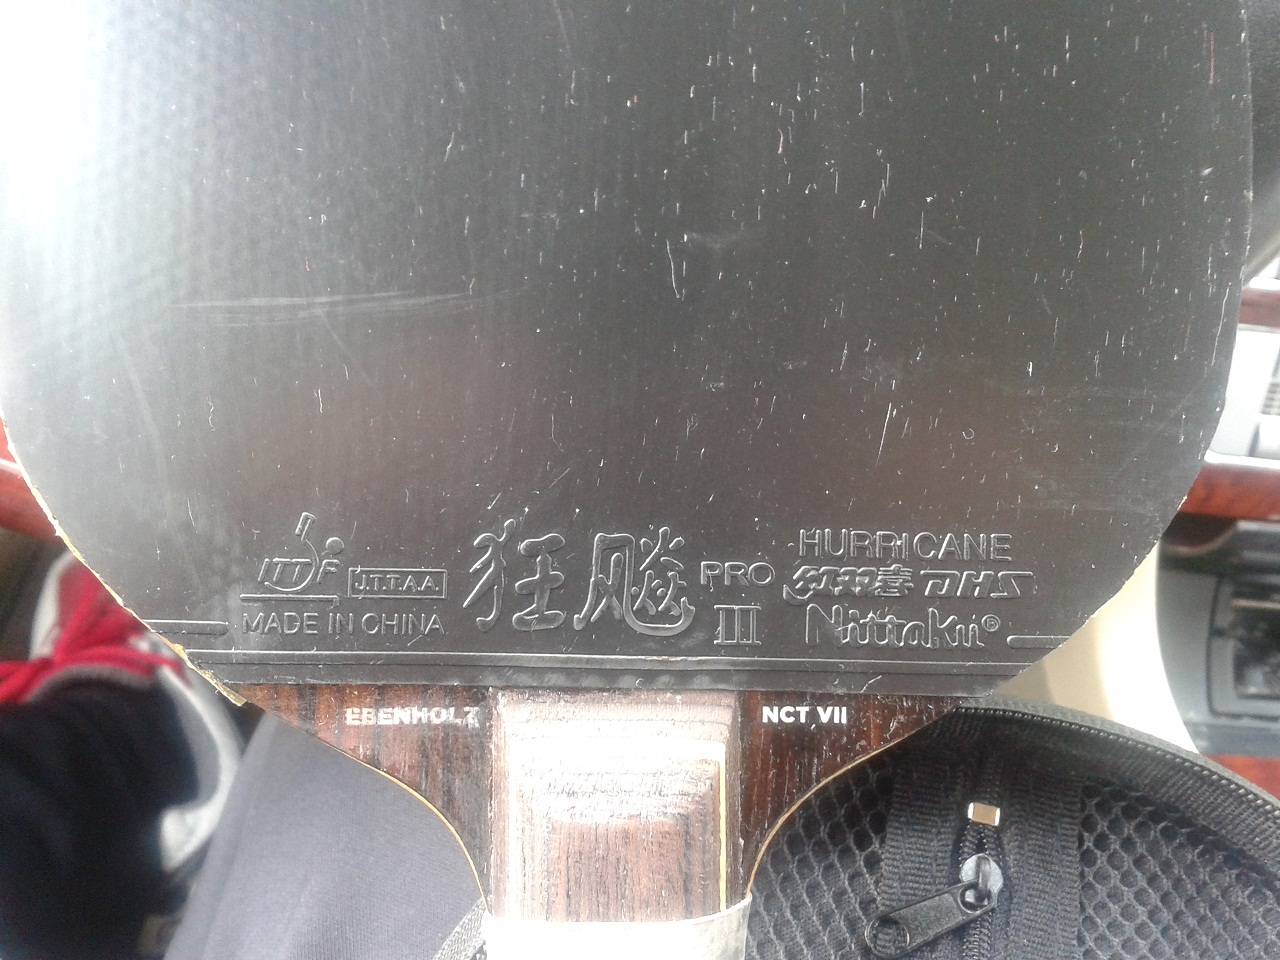 ITTF
J.T.T.A.A.
MADE IN CHINA
狂飚
PRO
III
HURRICANE
红双喜 DHS
Nittaku®
EBENHOLZ
NCT VII